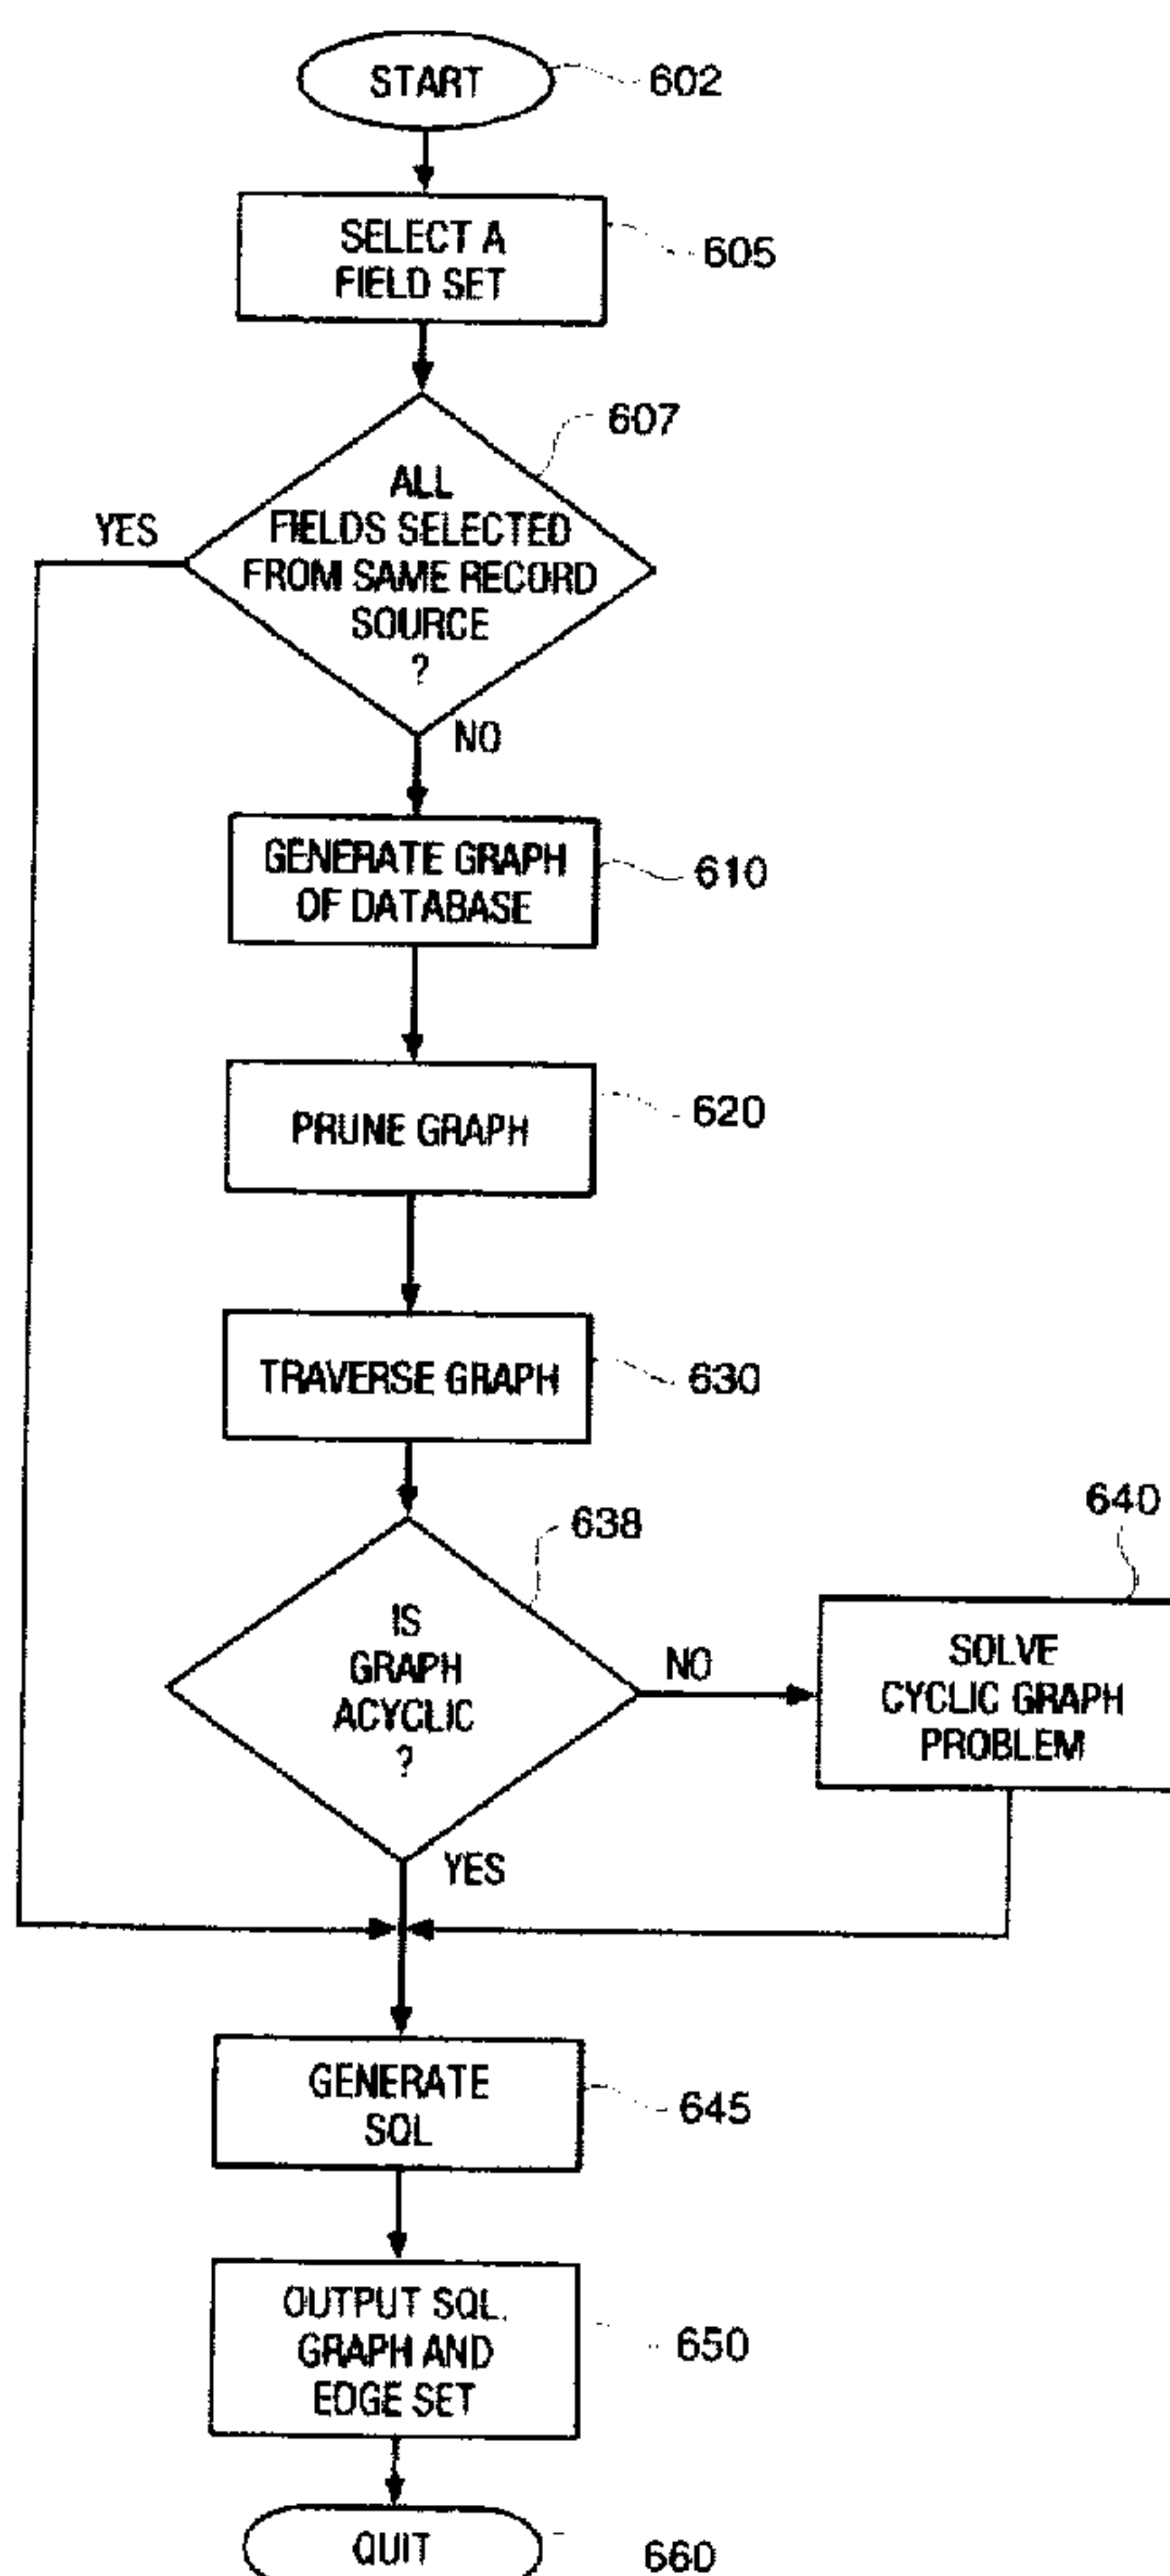 START
602
SELECT A
FIELD SET
605
607
ALL
FIELDS SELECTED
FROM SAME RECORD
SOURCE
?
YES
NO
GENERATE GRAPH
OF DATABASE
610
PRUNE GRAPH
620
TRAVERSE GRAPH
630
638
IS
GRAPH
ACYCLIC
?
NO
640
SOLVE
CYCLIC GRAPH
PROBLEM
YES
GENERATE
SQL
645
OUTPUT SQL,
GRAPH AND
EDGE SET
650
QUIT
660